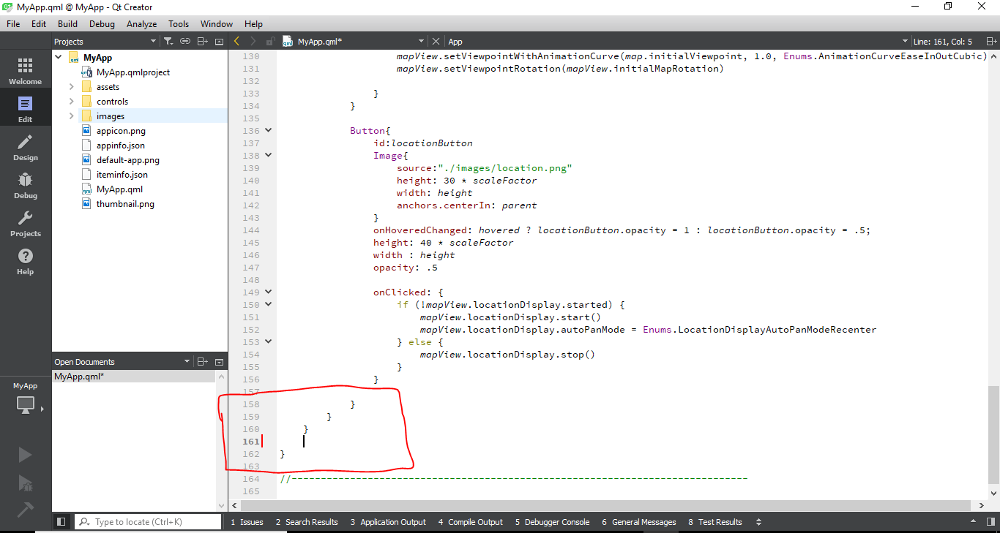 MyApp.qml @ MyApp - Qt Creator
File Edit Build Debug Analyze Tools Window Help
Projects
MyApp.qml*
App
Line: 161, Col: 5
Welcome
Edit
Design
Debug
Projects
Help
MyApp
MyApp
MyApp.qmlproject
assets
controls
images
appicon.png
appinfo.json
default-app.png
iteminfo.json
MyApp.qml
thumbnail.png
Open Documents
MyApp.qml*
130 mapView.setViewpointWithAnimationCurve(map.initialViewpoint, 1.0, Enums.AnimationCurveEaseInOutCubic)
131 mapView.setViewpointRotation(mapView.initialMapRotation)
132
133 }
134 }
135
136 Button{
137 id:locationButton
138 Image{
139 source:"./images/location.png"
140 height: 30 * scaleFactor
141 width: height
142 anchors.centerIn: parent
143 }
144 onHoveredChanged: hovered ? locationButton.opacity = 1 : locationButton.opacity = .5;
145 height: 40 * scaleFactor
146 width : height
147 opacity: .5
148
149 onClicked: {
150 if (!mapView.locationDisplay.started) {
151 mapView.locationDisplay.start()
152 mapView.locationDisplay.autoPanMode = Enums.LocationDisplayAutoPanModeRecenter
153 } else {
154 mapView.locationDisplay.stop()
155 }
156 }
157
158 }
159 }
160 }
161
162 }
163
164 //------------------------------------------------------------------------------
165
Type to locate (Ctrl+K)
1 Issues 2 Search Results 3 Application Output 4 Compile Output 5 Debugger Console 6 General Messages 8 Test Results